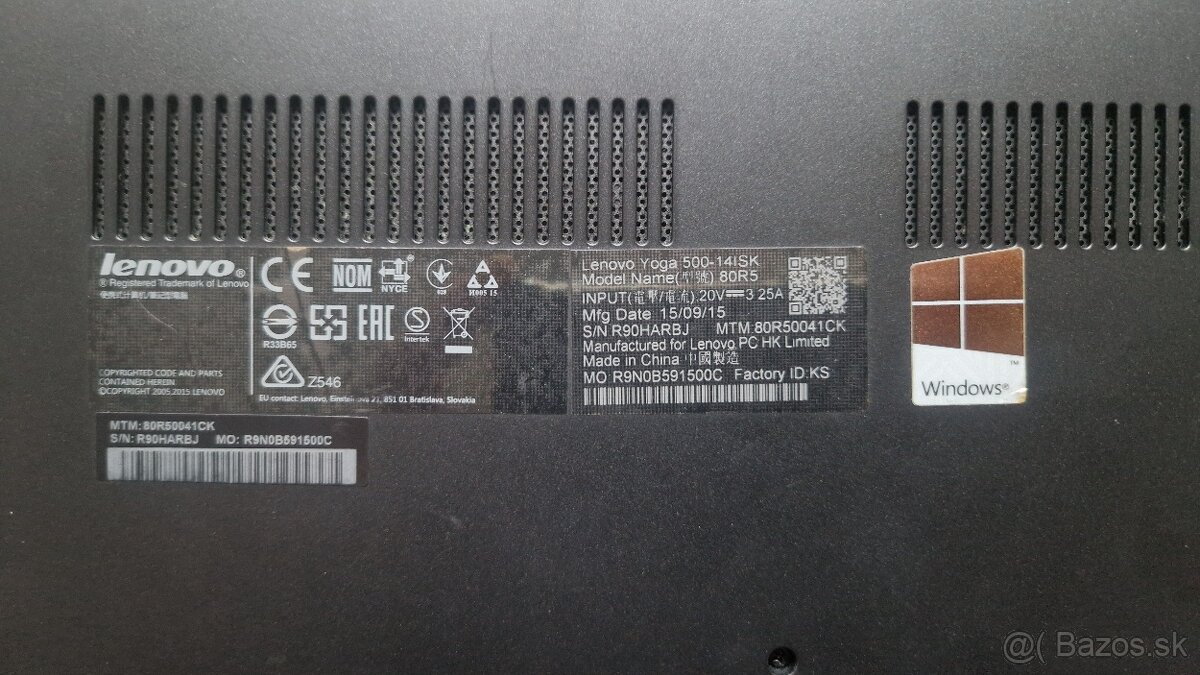 lenovo®
® Registered Trademark of Lenovo
COPYRIGHTED CODE AND PARTS
CONTAINED HEREIN
©COPYRIGHT 2005,2015 LENOVO
CE NOM NYCE 028 H005 15
R33B65 EAC S Intertek
Z546
EU contact: Lenovo, Einsteinova 21, 851 01 Bratislava, Slovakia
Lenovo Yoga 500-14ISK
Model Name(型號) 80R5
INPUT(電壓/電流) 20V⎓3.25A
Mfg Date 15/09/15
S/N R90HARBJ MTM:80R50041CK
Manufactured for Lenovo PC HK Limited
Made in China 中國製造
MO: R9N0B591500C Factory ID:KS
MTM:80R50041CK
S/N: R90HARBJ MO: R9N0B591500C
Windows®
@( Bazos.sk